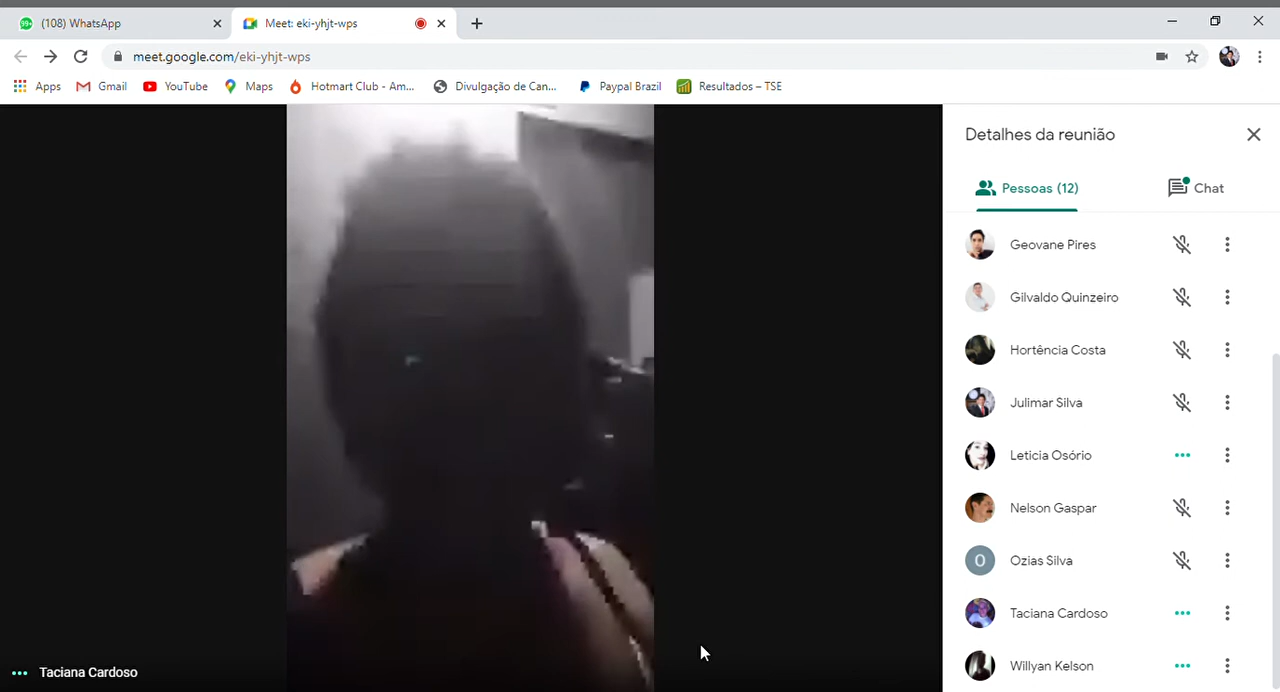 99+ (108) WhatsApp
Meet: eki-yhjt-wps
meet.google.com/eki-yhjt-wps
Apps Gmail YouTube Maps Hotmart Club - Am... Divulgação de Can... Paypal Brazil Resultados – TSE
Detalhes da reunião
Pessoas (12) Chat
Geovane Pires
Gilvaldo Quinzeiro
Hortência Costa
Julimar Silva
Leticia Osório
Nelson Gaspar
O Ozias Silva
Taciana Cardoso
Willyan Kelson
Taciana Cardoso